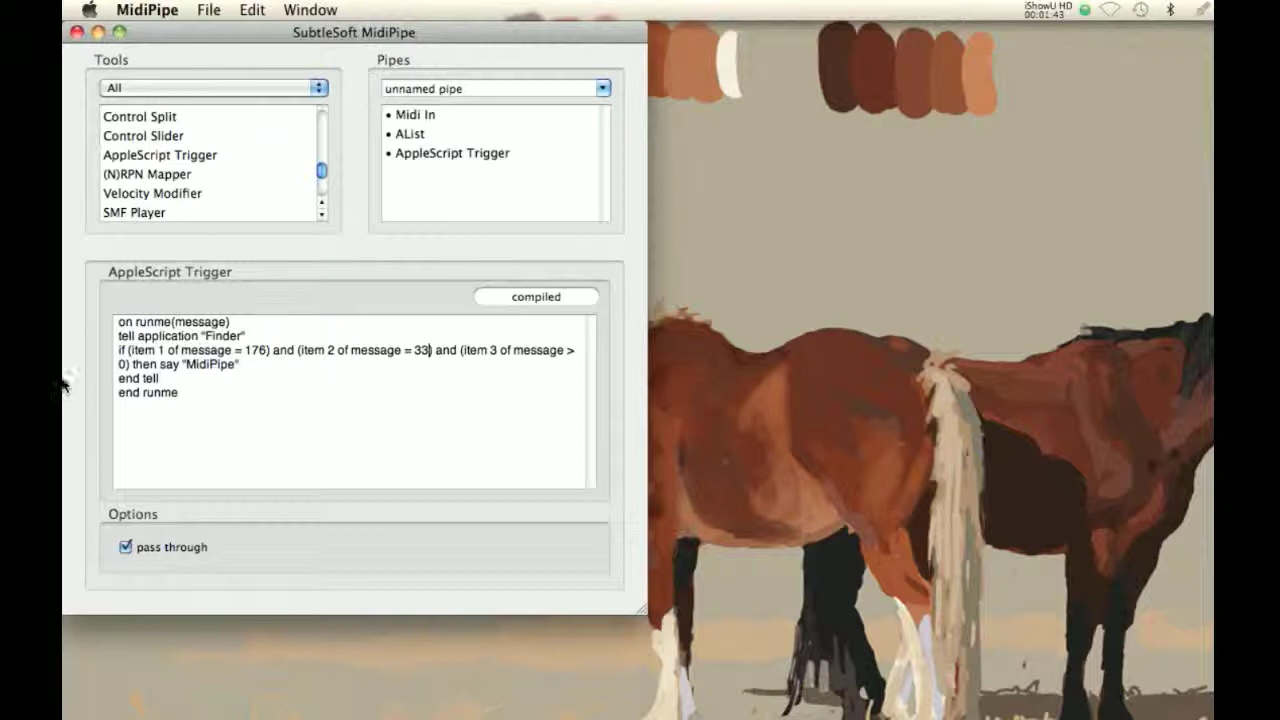 MidiPipe File Edit Window
iShowU HD
00:01:43
SubtleSoft MidiPipe
Tools
Pipes
All
unnamed pipe
Control Split
Control Slider
AppleScript Trigger
(N)RPN Mapper
Velocity Modifier
SMF Player
• Midi In
• AList
• AppleScript Trigger
AppleScript Trigger
compiled
on runme(message)
tell application "Finder"
if (item 1 of message = 176) and (item 2 of message = 33) and (item 3 of message >
0) then say "MidiPipe"
end tell
end runme
Options
pass through